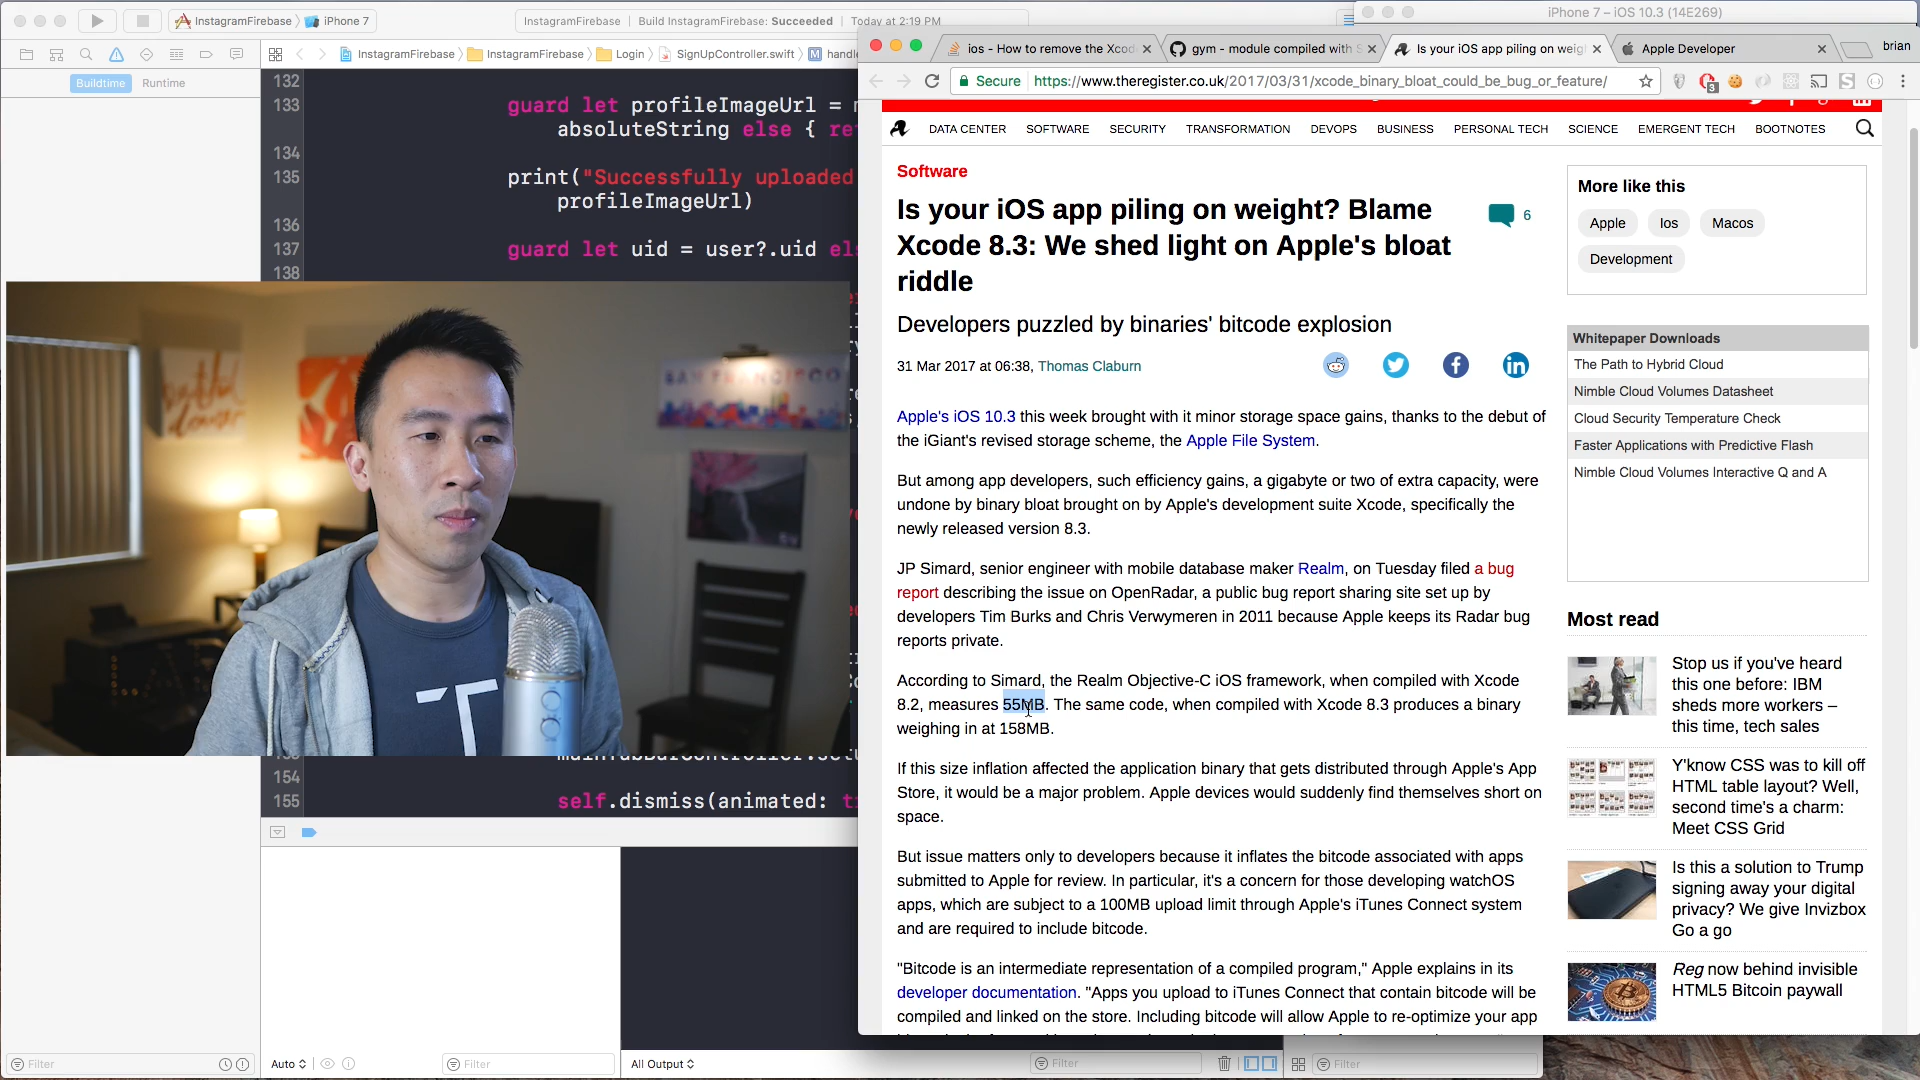 InstagramFirebase
iPhone 7
InstagramFirebase | Build InstagramFirebase: Succeeded | Today at 2:19 PM
iPhone 7 – iOS 10.3 (14E269)
InstagramFirebase
InstagramFirebase
Login
SignUpController.swift
M
handle
Buildtime
Runtime
132
133 guard let profileImageUrl =
absoluteString else {
134
135 print("Successfully uploaded
profileImageUrl)
136
137 guard let uid = user?.uid
138
154
155 self.dismiss(animated:
Filter
Auto
Filter
All Output
Filter
Filter
ios - How to remove the Xcod
gym - module compiled with S
Is your iOS app piling on weig
Apple Developer
brian
Secure
https://www.theregister.co.uk/2017/03/31/xcode_binary_bloat_could_be_bug_or_feature/
3
DATA CENTER
SOFTWARE
SECURITY
TRANSFORMATION
DEVOPS
BUSINESS
PERSONAL TECH
SCIENCE
EMERGENT TECH
BOOTNOTES
Software
Is your iOS app piling on weight? Blame
Xcode 8.3: We shed light on Apple's bloat
riddle
6
Developers puzzled by binaries' bitcode explosion
31 Mar 2017 at 06:38, Thomas Claburn
Apple's iOS 10.3 this week brought with it minor storage space gains, thanks to the debut of
the iGiant's revised storage scheme, the Apple File System.
But among app developers, such efficiency gains, a gigabyte or two of extra capacity, were
undone by binary bloat brought on by Apple's development suite Xcode, specifically the
newly released version 8.3.
JP Simard, senior engineer with mobile database maker Realm, on Tuesday filed a bug
report describing the issue on OpenRadar, a public bug report sharing site set up by
developers Tim Burks and Chris Verwymeren in 2011 because Apple keeps its Radar bug
reports private.
According to Simard, the Realm Objective-C iOS framework, when compiled with Xcode
8.2, measures 55MB. The same code, when compiled with Xcode 8.3 produces a binary
weighing in at 158MB.
If this size inflation affected the application binary that gets distributed through Apple's App
Store, it would be a major problem. Apple devices would suddenly find themselves short on
space.
But issue matters only to developers because it inflates the bitcode associated with apps
submitted to Apple for review. In particular, it's a concern for those developing watchOS
apps, which are subject to a 100MB upload limit through Apple's iTunes Connect system
and are required to include bitcode.
"Bitcode is an intermediate representation of a compiled program," Apple explains in its
developer documentation. "Apps you upload to iTunes Connect that contain bitcode will be
compiled and linked on the store. Including bitcode will allow Apple to re-optimize your app
More like this
Apple
Ios
Macos
Development
Whitepaper Downloads
The Path to Hybrid Cloud
Nimble Cloud Volumes Datasheet
Cloud Security Temperature Check
Faster Applications with Predictive Flash
Nimble Cloud Volumes Interactive Q and A
Most read
Stop us if you've heard
this one before: IBM
sheds more workers –
this time, tech sales
Y'know CSS was to kill off
HTML table layout? Well,
second time's a charm:
Meet CSS Grid
Is this a solution to Trump
signing away your digital
privacy? We give Invizbox
Go a go
Reg now behind invisible
HTML5 Bitcoin paywall
SAN FRANCISCO